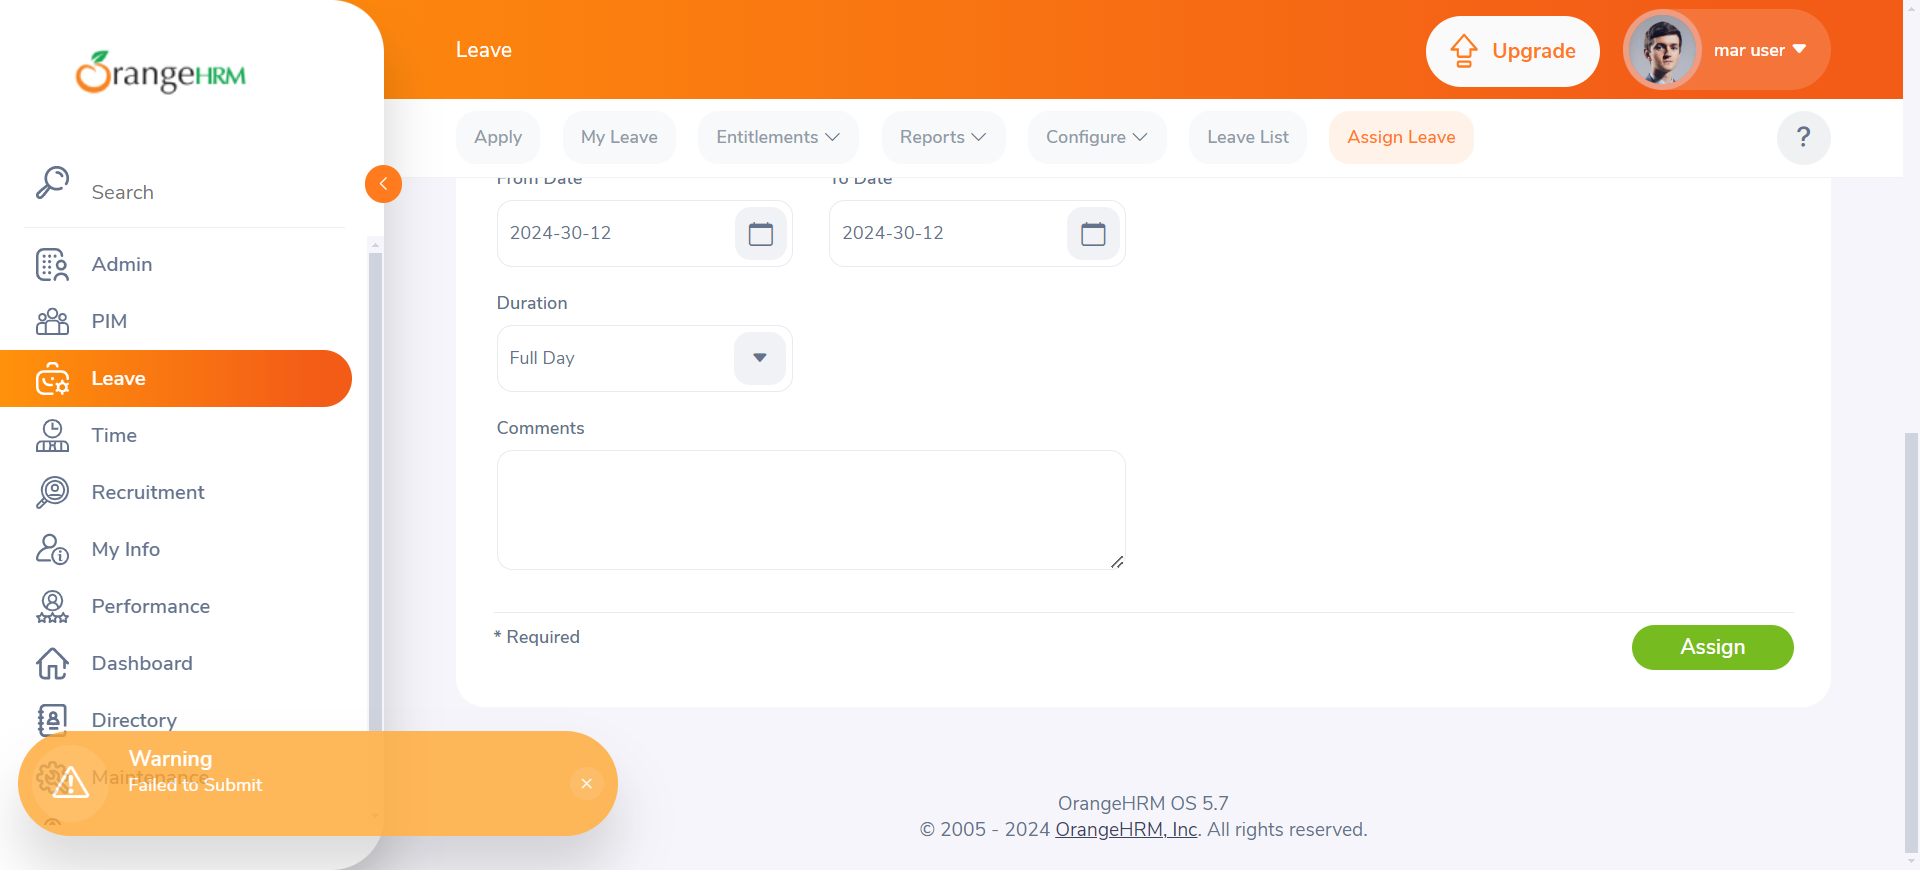 OrangeHRM
Leave
Upgrade
mar user
Apply
My Leave
Entitlements
Reports
Configure
Leave List
Assign Leave
?
Search
Admin
PIM
Leave
Time
Recruitment
My Info
Performance
Dashboard
Directory
Maintenance
From Date
To Date
2024-30-12
2024-30-12
Duration
Full Day
Comments
* Required
Assign
Warning
Failed to Submit
OrangeHRM OS 5.7
© 2005 - 2024 OrangeHRM, Inc. All rights reserved.